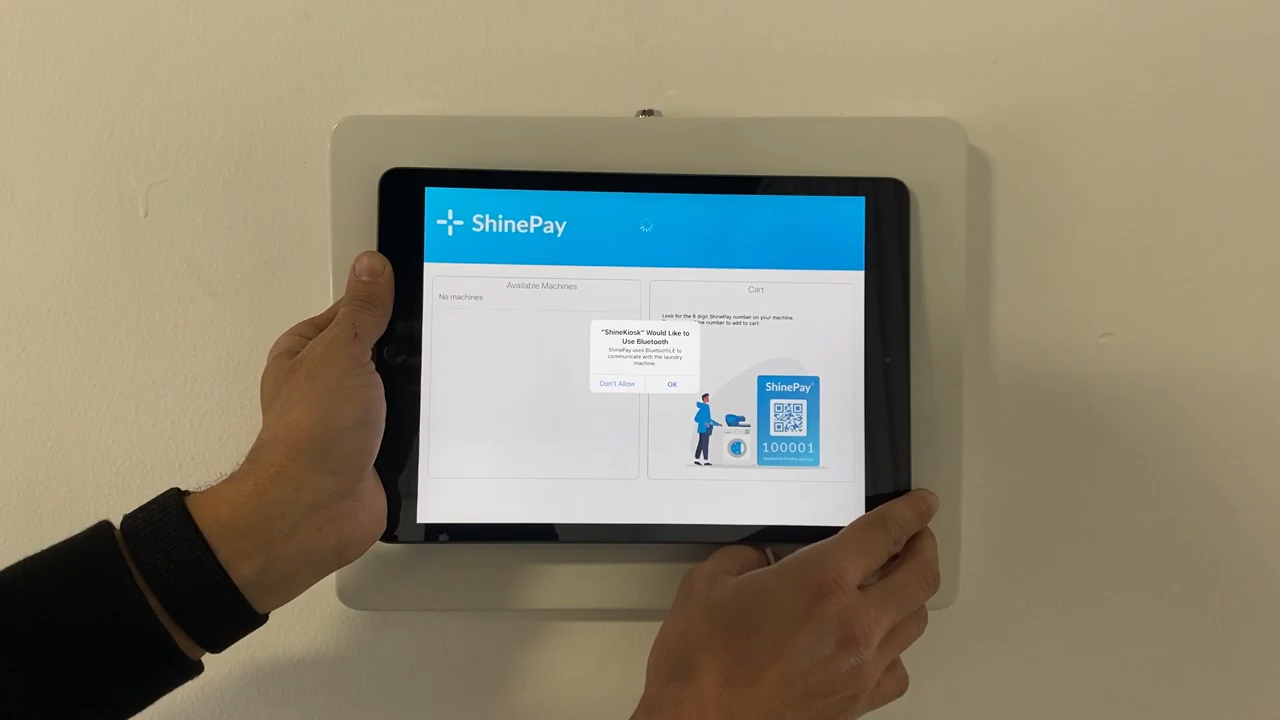 ShinePay
Available Machines
No machines
Cart
Look for the 6 digit ShinePay number on your machine.
number to add to cart
"ShineKiosk" Would Like to
Use Bluetooth
ShinePay uses BluetoothLE to
communicate with the laundry
machine.
Don't Allow
OK
ShinePay
100001